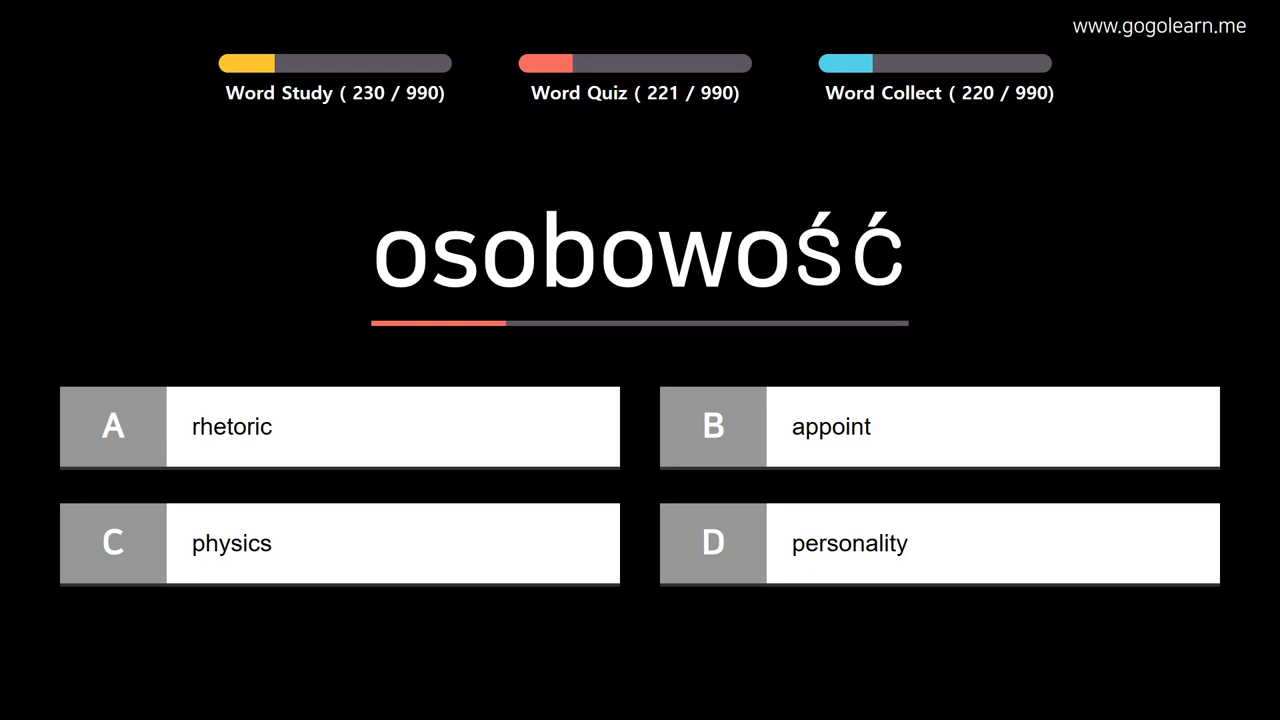 www.gogolearn.me
Word Study ( 230 / 990)
Word Quiz ( 221 / 990)
Word Collect ( 220 / 990)
osobowość
A rhetoric
B appoint
C physics
D personality